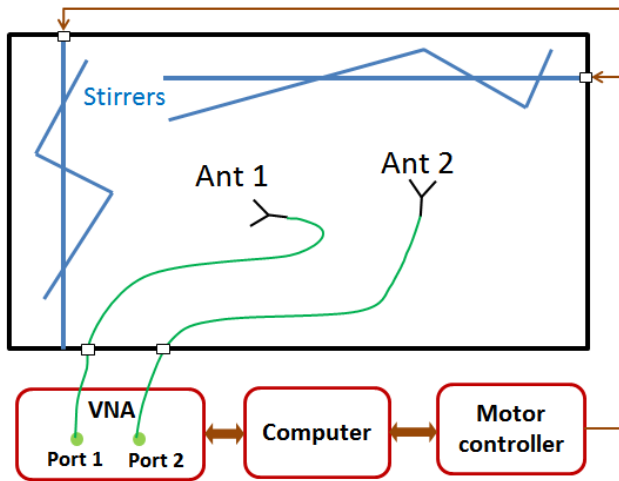 Stirrers
Ant 1
Ant 2
VNA
Port 1
Port 2
Computer
Motor
controller